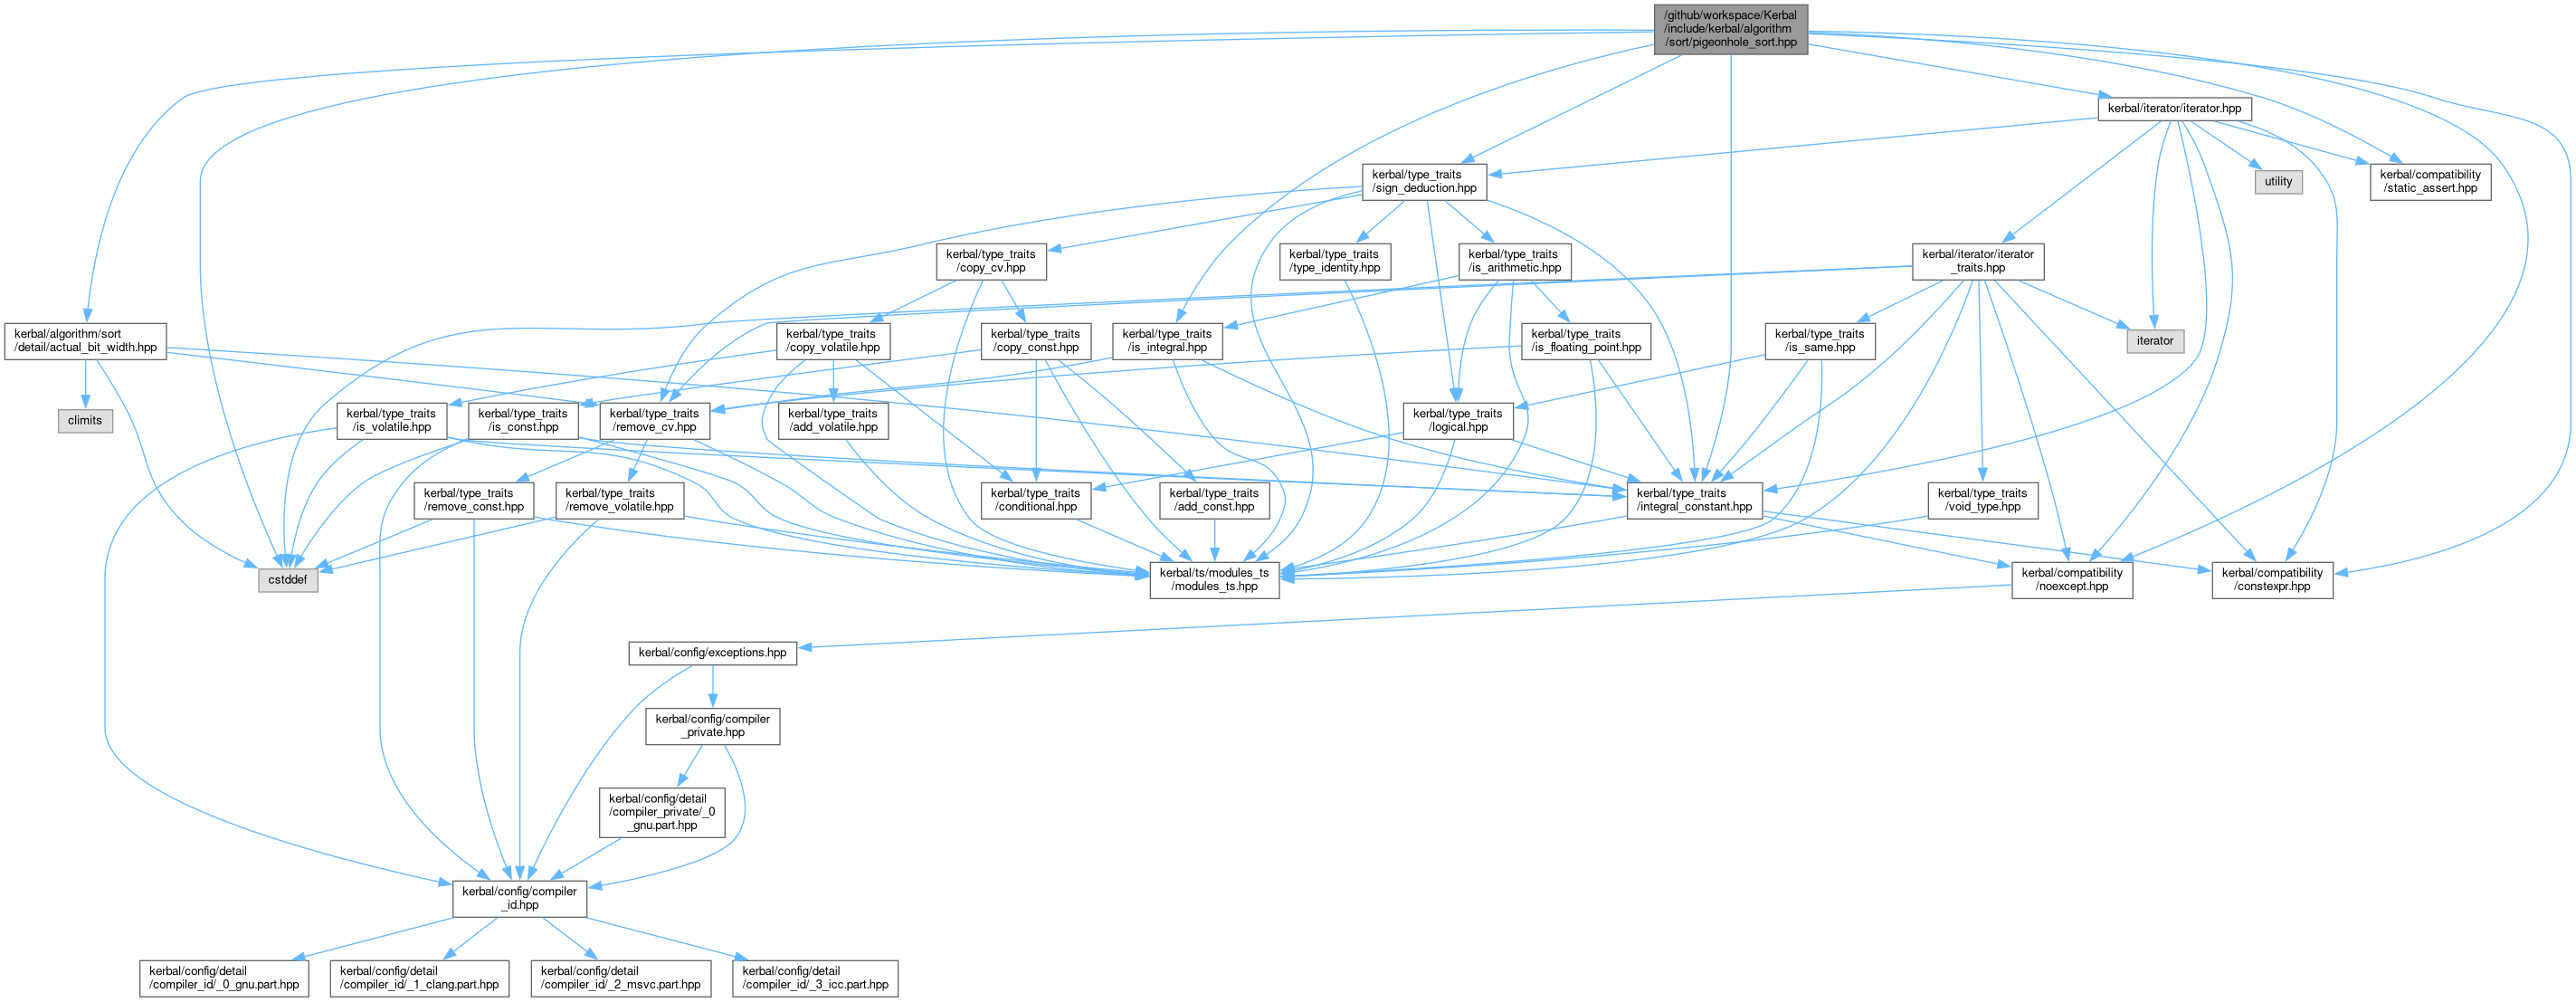 /github/workspace/Kerbal
/include/kerbal/algorithm
/sort/pigeonhole_sort.hpp
kerbal/iterator/iterator.hpp
kerbal/type_traits
/sign_deduction.hpp
utility
kerbal/compatibility
/static_assert.hpp
kerbal/type_traits
/copy_cv.hpp
kerbal/type_traits
/type_identity.hpp
kerbal/type_traits
/is_arithmetic.hpp
kerbal/iterator/iterator
_traits.hpp
kerbal/algorithm/sort
/detail/actual_bit_width.hpp
kerbal/type_traits
/copy_volatile.hpp
kerbal/type_traits
/copy_const.hpp
kerbal/type_traits
/is_integral.hpp
kerbal/type_traits
/is_floating_point.hpp
kerbal/type_traits
/is_same.hpp
iterator
climits
kerbal/type_traits
/is_volatile.hpp
kerbal/type_traits
/is_const.hpp
kerbal/type_traits
/remove_cv.hpp
kerbal/type_traits
/add_volatile.hpp
kerbal/type_traits
/logical.hpp
kerbal/type_traits
/remove_const.hpp
kerbal/type_traits
/remove_volatile.hpp
kerbal/type_traits
/conditional.hpp
kerbal/type_traits
/add_const.hpp
kerbal/type_traits
/integral_constant.hpp
kerbal/type_traits
/void_type.hpp
cstddef
kerbal/ts/modules_ts
/modules_ts.hpp
kerbal/compatibility
/noexcept.hpp
kerbal/compatibility
/constexpr.hpp
kerbal/config/exceptions.hpp
kerbal/config/compiler
_private.hpp
kerbal/config/detail
/compiler_private/_0
_gnu.part.hpp
kerbal/config/compiler
_id.hpp
kerbal/config/detail
/compiler_id/_0_gnu.part.hpp
kerbal/config/detail
/compiler_id/_1_clang.part.hpp
kerbal/config/detail
/compiler_id/_2_msvc.part.hpp
kerbal/config/detail
/compiler_id/_3_icc.part.hpp